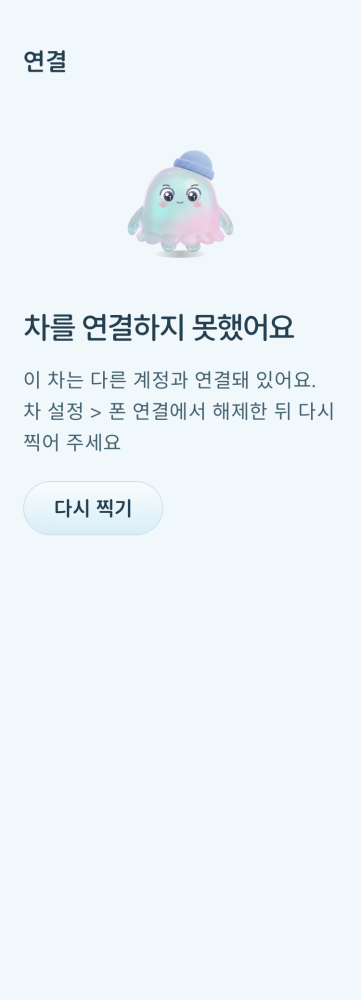 연결
차를 연결하지 못했어요
이 차는 다른 계정과 연결돼 있어요.
차 설정 > 폰 연결에서 해제한 뒤 다시
찍어 주세요
다시 찍기